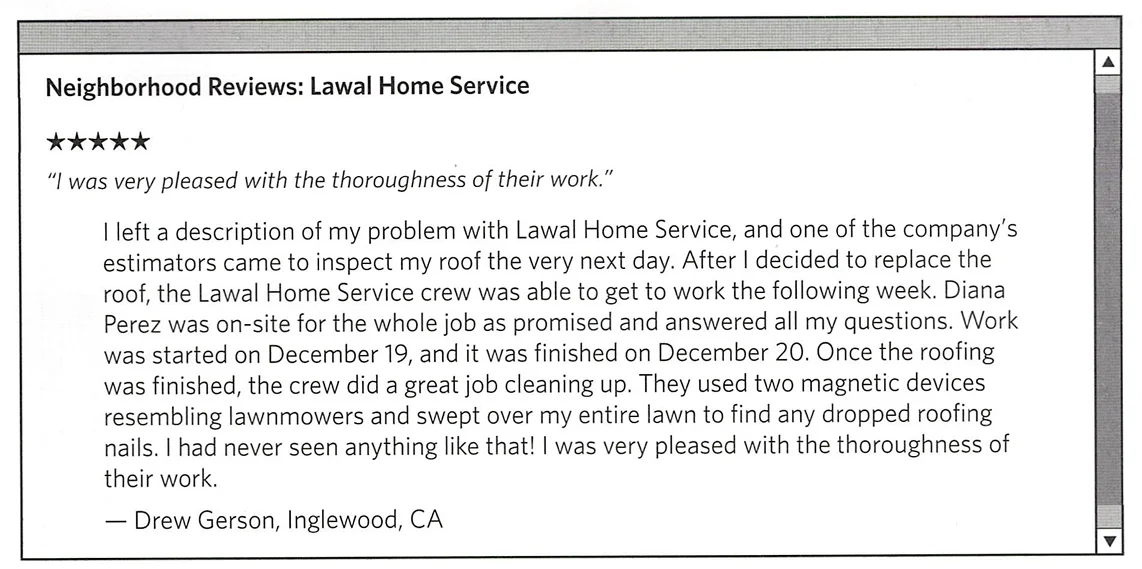 Neighborhood Reviews: Lawal Home Service
★★★★★
“I was very pleased with the thoroughness of their work.”
I left a description of my problem with Lawal Home Service, and one of the company’s
estimators came to inspect my roof the very next day. After I decided to replace the
roof, the Lawal Home Service crew was able to get to work the following week. Diana
Perez was on-site for the whole job as promised and answered all my questions. Work
was started on December 19, and it was finished on December 20. Once the roofing
was finished, the crew did a great job cleaning up. They used two magnetic devices
resembling lawnmowers and swept over my entire lawn to find any dropped roofing
nails. I had never seen anything like that! I was very pleased with the thoroughness of
their work.
— Drew Gerson, Inglewood, CA